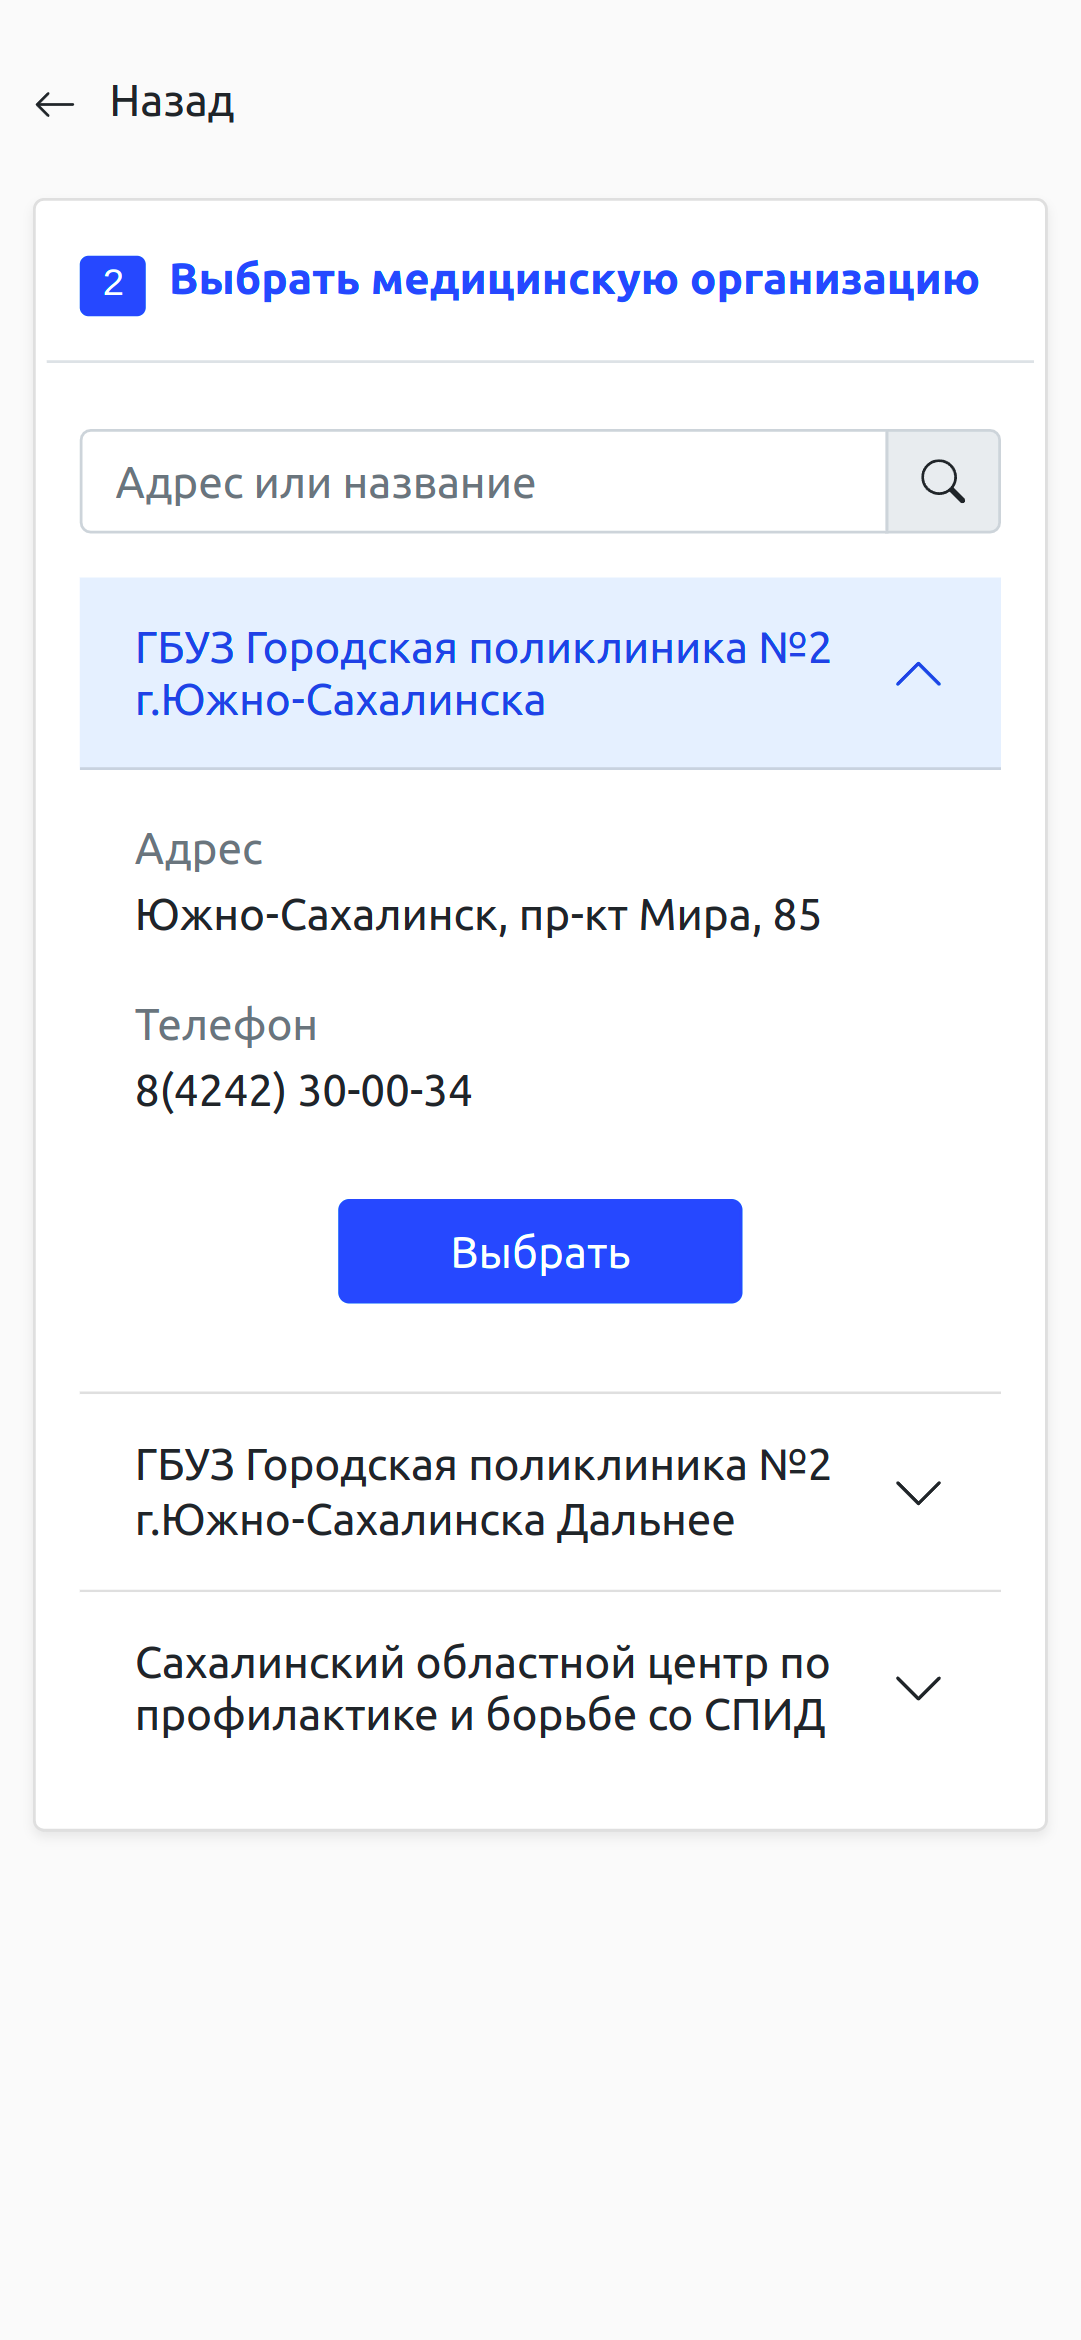 Назад
2 Выбрать медицинскую организацию
Адрес или название
ГБУЗ Городская поликлиника №2
г.Южно-Сахалинска
Адрес
Южно-Сахалинск, пр-кт Мира, 85
Телефон
8(4242) 30-00-34
Выбрать
ГБУЗ Городская поликлиника №2
г.Южно-Сахалинска Дальнее
Сахалинский областной центр по
профилактике и борьбе со СПИД